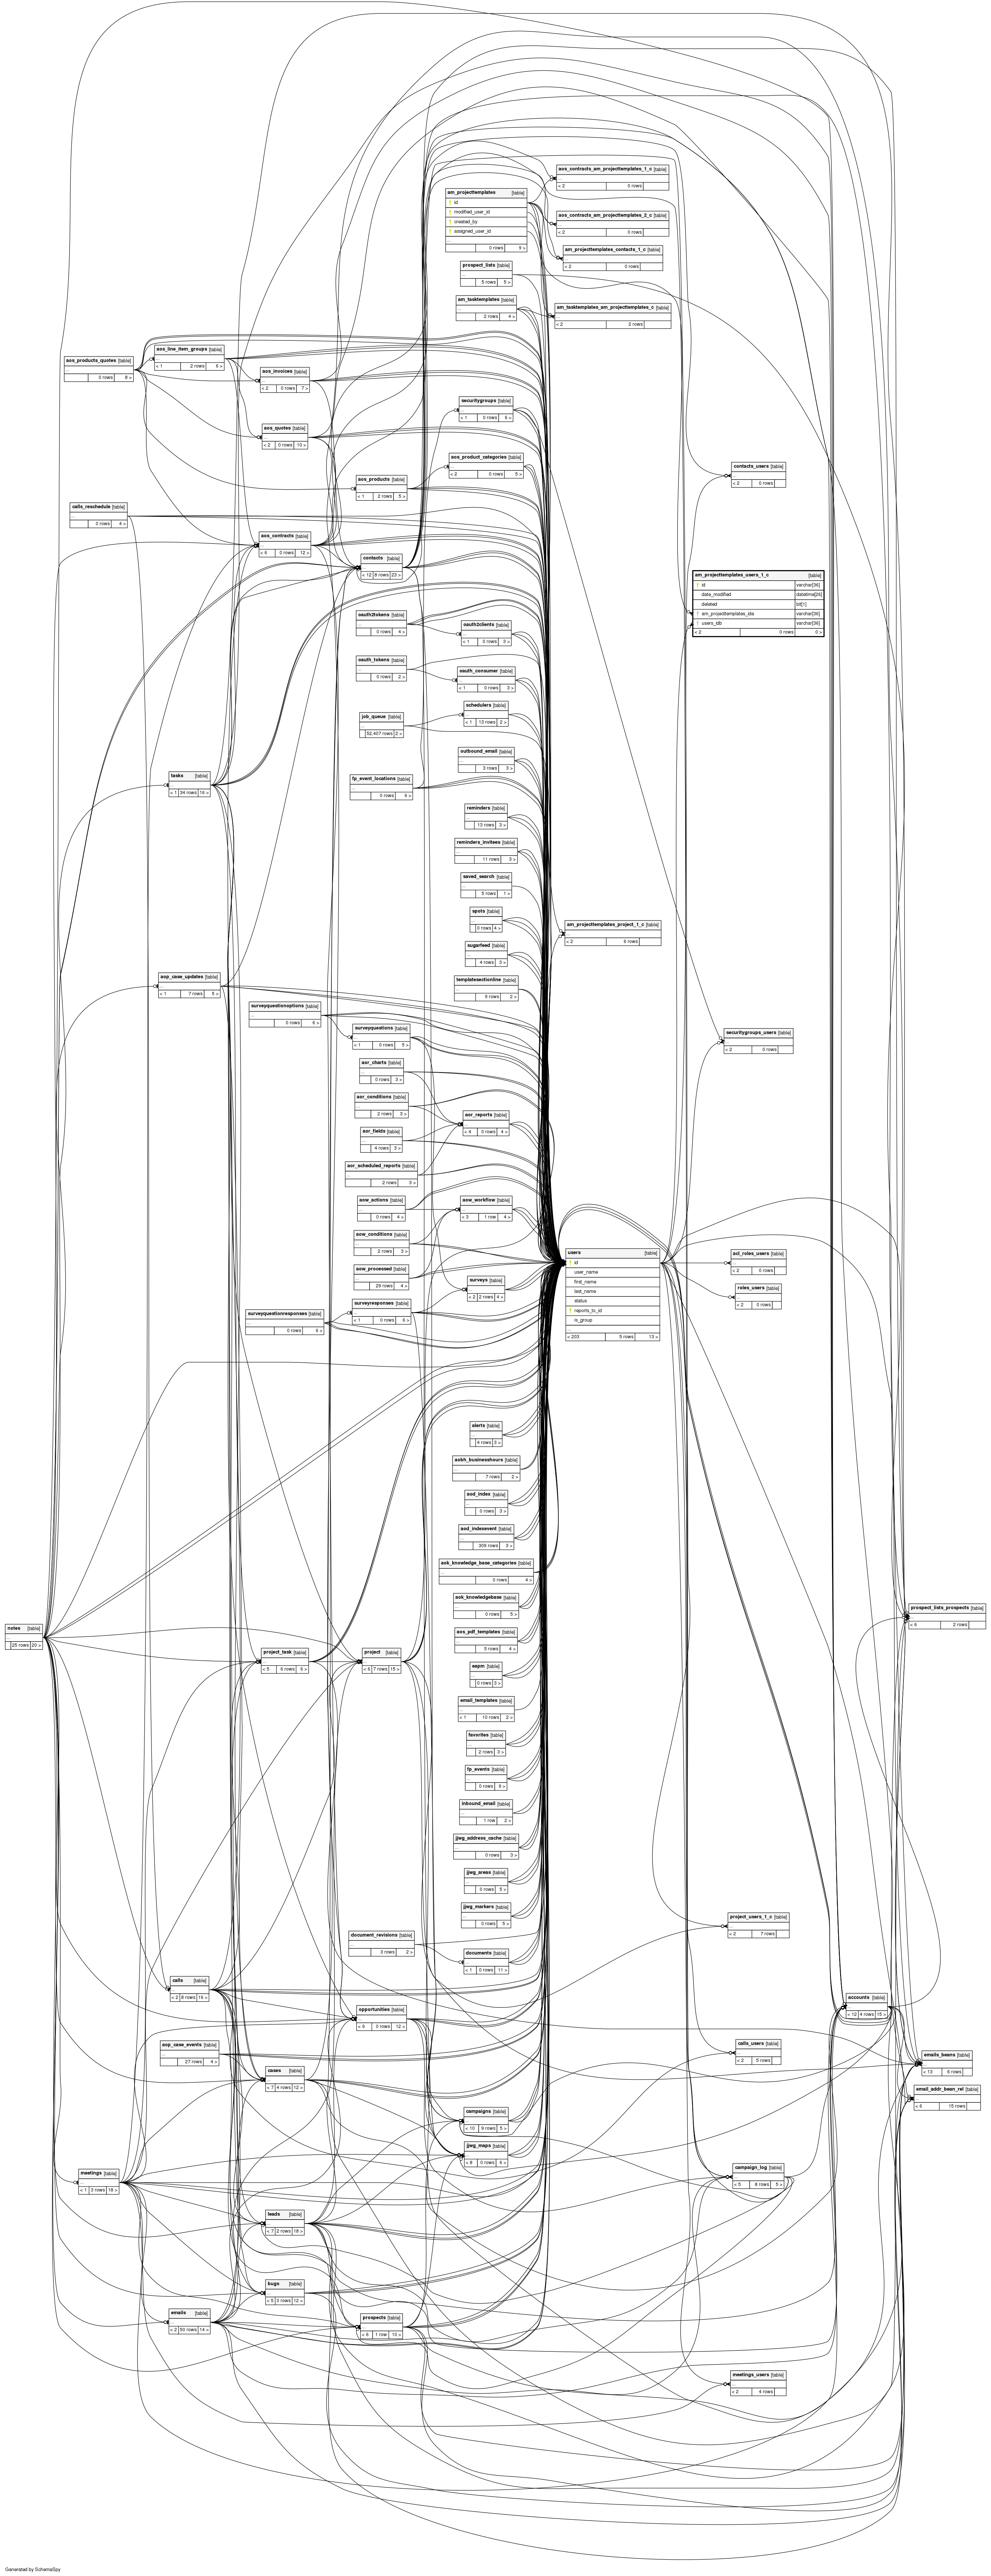 aos_contracts_am_projecttemplates_1_c [table]
...
< 2 0 rows
am_projecttemplates [table]
id
modified_user_id
created_by
assigned_user_id
...
0 rows 9 >
aos_contracts_am_projecttemplates_2_c [table]
...
< 2 0 rows
am_projecttemplates_contacts_1_c [table]
...
< 2 0 rows
prospect_lists [table]
...
5 rows 5 >
am_tasktemplates [table]
...
2 rows 4 >
am_tasktemplates_am_projecttemplates_c [table]
...
< 2 2 rows
aos_products_quotes [table]
...
0 rows 8 >
aos_line_item_groups [table]
...
< 1 2 rows 6 >
aos_invoices [table]
...
< 2 0 rows 7 >
securitygroups [table]
...
< 1 0 rows 6 >
aos_quotes [table]
...
< 2 0 rows 10 >
aos_product_categories [table]
...
< 2 0 rows 5 >
contacts_users [table]
...
< 2 0 rows
aos_products [table]
...
< 1 2 rows 5 >
calls_reschedule [table]
...
0 rows 4 >
aos_contracts [table]
...
< 6 0 rows 12 >
contacts [table]
...
< 12 8 rows 23 >
am_projecttemplates_users_1_c [table]
id varchar[36]
date_modified datetime[26]
deleted bit[1]
am_projecttemplates_ida varchar[36]
users_idb varchar[36]
< 2 0 rows 0 >
oauth2tokens [table]
...
0 rows 4 >
oauth2clients [table]
...
< 1 0 rows 3 >
oauth_tokens [table]
...
0 rows 2 >
oauth_consumer [table]
...
< 1 0 rows 3 >
schedulers [table]
...
< 1 13 rows 2 >
job_queue [table]
...
52,407 rows 2 >
outbound_email [table]
...
3 rows 3 >
tasks [table]
...
< 1 34 rows 16 >
fp_event_locations [table]
...
0 rows 6 >
reminders [table]
...
13 rows 3 >
reminders_invitees [table]
...
11 rows 3 >
saved_search [table]
...
5 rows 1 >
spots [table]
...
0 rows 4 >
am_projecttemplates_project_1_c [table]
...
< 2 6 rows
sugarfeed [table]
...
4 rows 3 >
aop_case_updates [table]
...
< 1 7 rows 5 >
templatesectionline [table]
...
9 rows 2 >
surveyquestionoptions [table]
...
0 rows 6 >
surveyquestions [table]
...
< 1 0 rows 5 >
securitygroups_users [table]
...
< 2 0 rows
aor_charts [table]
...
0 rows 3 >
aor_conditions [table]
...
2 rows 3 >
aor_reports [table]
...
< 4 0 rows 4 >
aor_fields [table]
...
4 rows 3 >
aor_scheduled_reports [table]
...
2 rows 3 >
aow_actions [table]
...
0 rows 4 >
aow_workflow [table]
...
< 3 1 row 4 >
aow_conditions [table]
...
2 rows 3 >
users [table]
id
user_name
first_name
last_name
status
reports_to_id
is_group
...
< 203 5 rows 13 >
acl_roles_users [table]
...
< 2 0 rows
aow_processed [table]
...
29 rows 4 >
surveys [table]
...
< 2 2 rows 4 >
roles_users [table]
...
< 2 0 rows
surveyresponses [table]
...
< 1 0 rows 6 >
surveyquestionresponses [table]
...
0 rows 6 >
alerts [table]
...
4 rows 3 >
aobh_businesshours [table]
...
7 rows 2 >
aod_index [table]
...
0 rows 3 >
aod_indexevent [table]
...
309 rows 3 >
aok_knowledge_base_categories [table]
...
0 rows 4 >
aok_knowledgebase [table]
...
0 rows 5 >
prospect_lists_prospects [table]
...
< 6 2 rows
notes [table]
...
25 rows 20 >
aos_pdf_templates [table]
...
5 rows 4 >
project_task [table]
...
< 5 6 rows 6 >
project [table]
...
< 6 7 rows 15 >
eapm [table]
...
0 rows 3 >
email_templates [table]
...
< 1 10 rows 2 >
favorites [table]
...
2 rows 3 >
fp_events [table]
...
0 rows 9 >
inbound_email [table]
...
1 row 2 >
jjwg_address_cache [table]
...
0 rows 3 >
jjwg_areas [table]
...
0 rows 5 >
jjwg_markers [table]
...
0 rows 5 >
project_users_1_c [table]
...
< 2 7 rows
document_revisions [table]
...
3 rows 2 >
documents [table]
...
< 1 0 rows 11 >
calls [table]
...
< 2 8 rows 16 >
accounts [table]
...
< 12 4 rows 15 >
opportunities [table]
...
< 6 0 rows 12 >
aop_case_events [table]
...
27 rows 4 >
calls_users [table]
...
< 2 5 rows
emails_beans [table]
...
< 13 6 rows
cases [table]
...
< 7 4 rows 12 >
email_addr_bean_rel [table]
...
< 6 15 rows
campaigns [table]
...
< 10 9 rows 5 >
jjwg_maps [table]
...
< 8 0 rows 6 >
campaign_log [table]
...
< 5 8 rows 5 >
meetings [table]
...
< 1 3 rows 16 >
leads [table]
...
< 7 2 rows 18 >
bugs [table]
...
< 5 0 rows 12 >
emails [table]
...
< 2 50 rows 14 >
prospects [table]
...
< 6 1 row 10 >
meetings_users [table]
...
< 2 4 rows
Generated by SchemaSpy